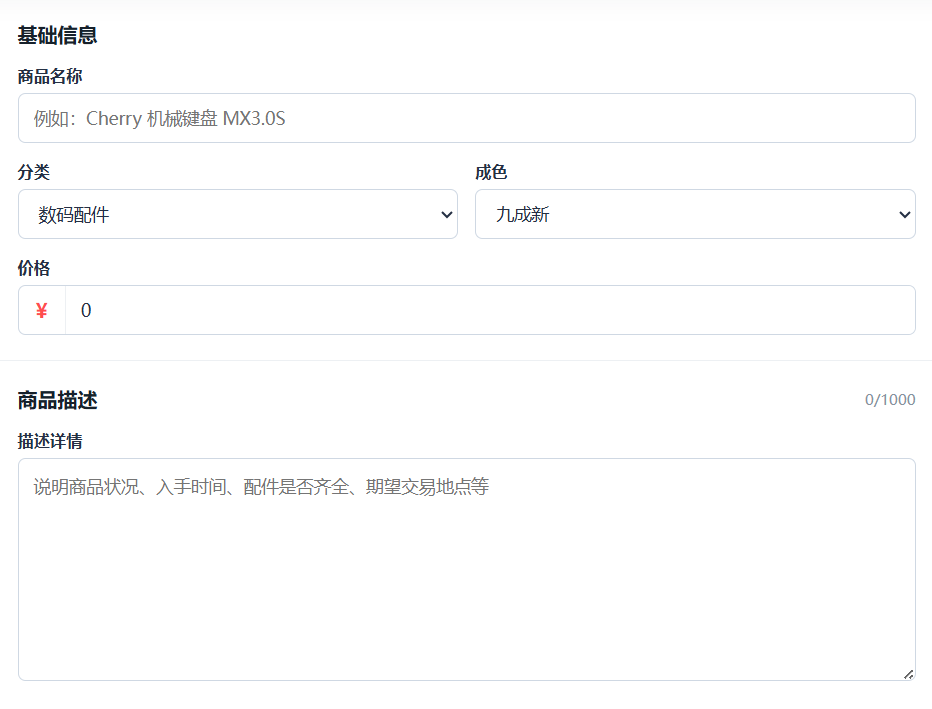 基础信息
商品名称
例如：Cherry 机械键盘 MX3.0S
分类 成色
数码配件 九成新
价格
¥ 0
商品描述 0/1000
描述详情
说明商品状况、入手时间、配件是否齐全、期望交易地点等